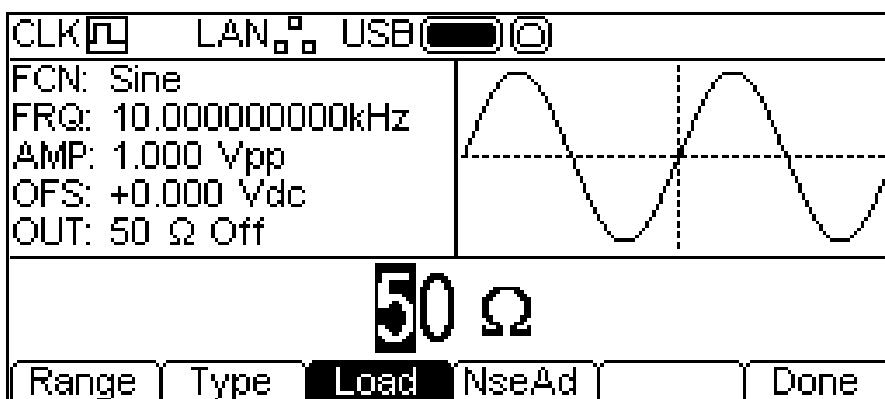 CLK LAN USB
FCN: Sine
FRQ: 10.000000000kHz
AMP: 1.000 Vpp
OFS: +0.000 Vdc
OUT: 50 Ω Off
50 Ω
Range Type Load NseAd Done